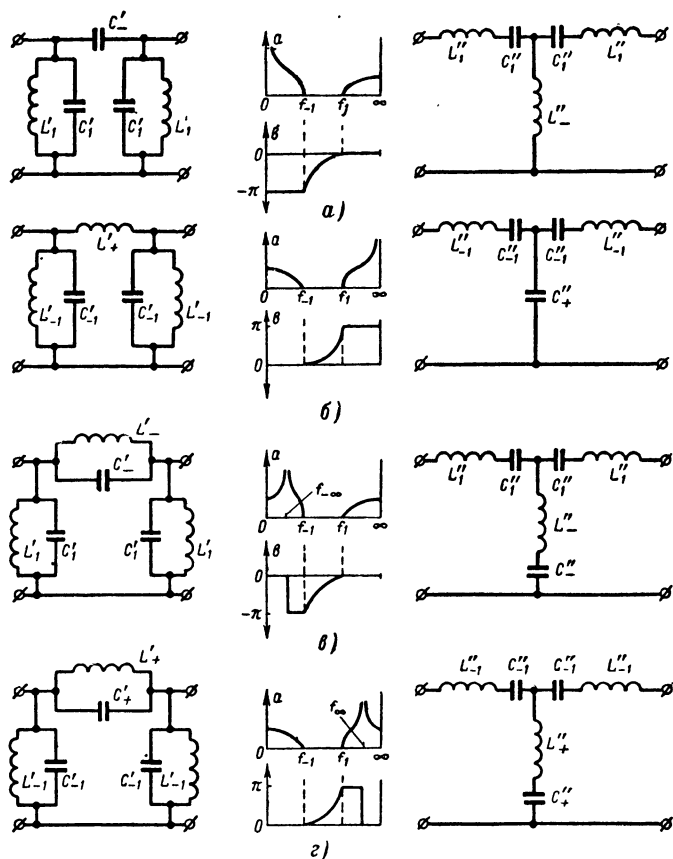 C'₋
L'₁ C'₁ C'₁ L'₁
a
0 f₋₁ f₁ ∞
в
0
-π
а)
L''₁ C''₁ C''₁ L''₁
L''₋
L'₊
L'₋₁ C'₋₁ C'₋₁ L'₋₁
a
0 f₋₁ f₁ ∞
π в
0
б)
L''₋₁ C''₋₁ C''₋₁ L''₋₁
C''₊
L'₋
C'₋
L'₁ C'₁ C'₁ L'₁
a
f₋∞
0 f₋₁ f₁ ∞
в
0
-π
в)
L''₁ C''₁ C''₁ L''₁
L''₋
C''₋
L'₊
C'₊
L'₋₁ C'₋₁ C'₋₁ L'₋₁
a
f∞
0 f₋₁ f₁ ∞
π
0
г)
L''₋₁ C''₋₁ C''₋₁ L''₋₁
L''₊
C''₊